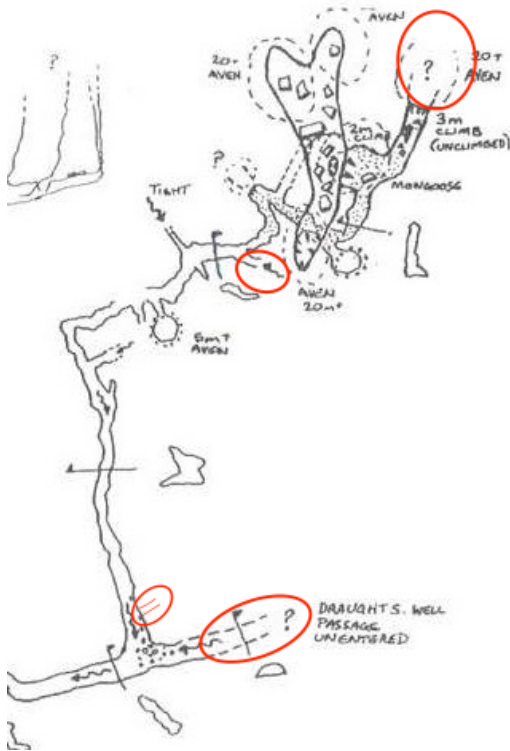 AVEN
20+
AVEN
?
20+
AVEN
2m
CLIMB
3m
CLIMB
(UNCLIMBED)
?
MONGOOSE
TIGHT
AVEN
20m+
5m+
AVEN
?
?
DRAUGHTS. WELL
PASSAGE
UNENTERED